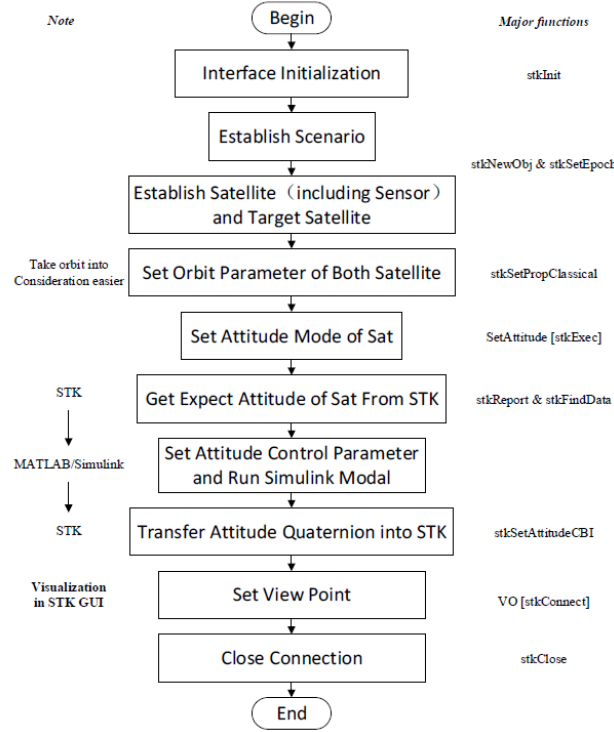 Note
Begin
Major functions
Interface Initialization
stkInit
Establish Scenario
stkNewObj & stkSetEpoch
Establish Satellite（including Sensor）
and Target Satellite
Take orbit into
Consideration easier
Set Orbit Parameter of Both Satellite
stkSetPropClassical
Set Attitude Mode of Sat
SetAttitude [stkExec]
STK
Get Expect Attitude of Sat From STK
stkReport & stkFindData
MATLAB/Simulink
Set Attitude Control Parameter
and Run Simulink Modal
STK
Transfer Attitude Quaternion into STK
stkSetAttitudeCBI
Visualization
in STK GUI
Set View Point
VO [stkConnect]
Close Connection
stkClose
End